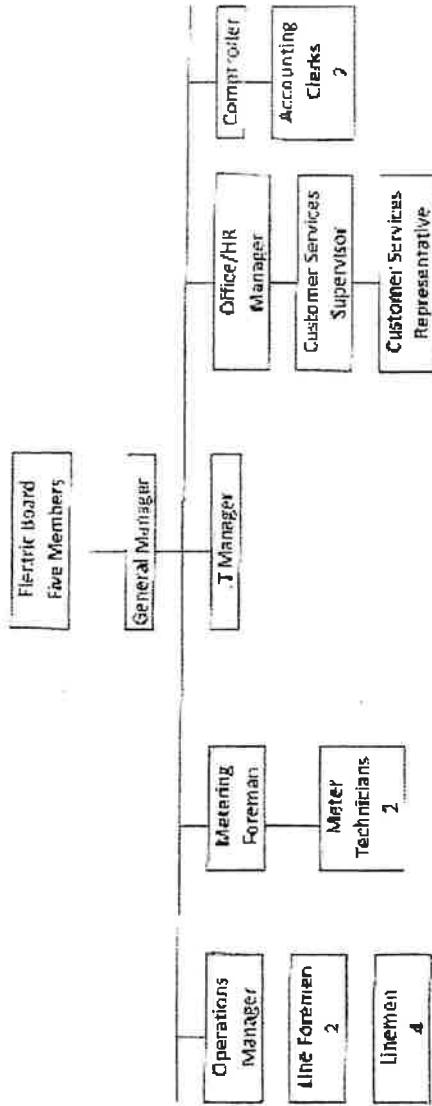 Electric Board
Five Members
General Manager
Operations
Manager
Line Foremen
2
Linemen
4
Metering
Foreman
Meter
Technicians
2
.T Manager
Office/HR
Manager
Customer Services
Supervisor
Customer Services
Representative
Comptroller
Accounting
Clerks
2